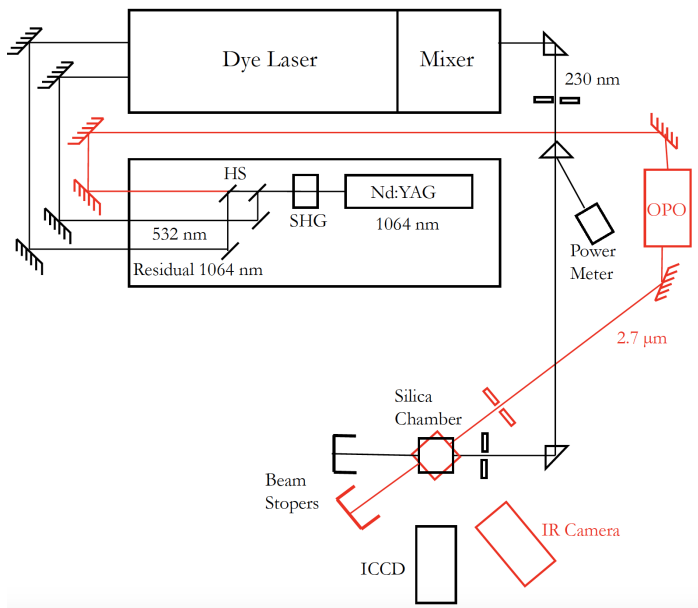 Dye Laser
Mixer
230 nm
HS
Nd:YAG
SHG
1064 nm
OPO
532 nm
Residual 1064 nm
Power
Meter
2.7 µm
Silica
Chamber
Beam
Stopers
IR Camera
ICCD